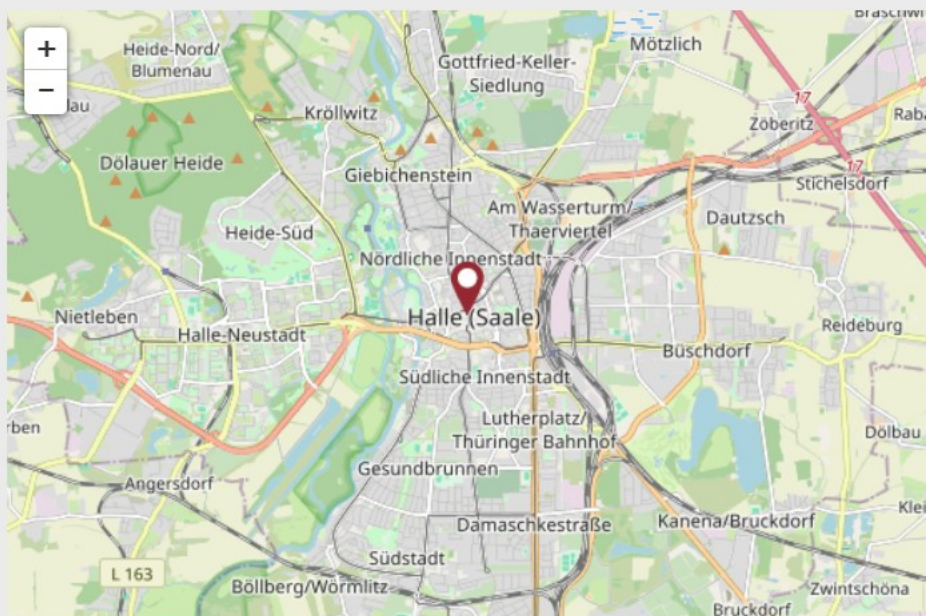 Braschwi
+
Heide-Nord/
Blumenau
Mötzlich
Gottfried-Keller-
Siedlung
−
lau
17
Kröllwitz
Raba
Zöberitz
Dölauer Heide
17
Giebichenstein
Stichelsdorf
Am Wasserturm/
Thaerviertel
Dautzsch
Heide-Süd
Nördliche Innenstadt
Nietleben
Halle (Saale)
Reideburg
Halle-Neustadt
Büschdorf
Südliche Innenstadt
Lutherplatz/
Thüringer Bahnhof
rben
Dölbau
Gesundbrunnen
Angersdorf
Klei
Damaschkestraße
Kanena/Bruckdorf
Südstadt
L 163
Böllberg/Wörmlitz
Zwintschöna
Bruckdorf